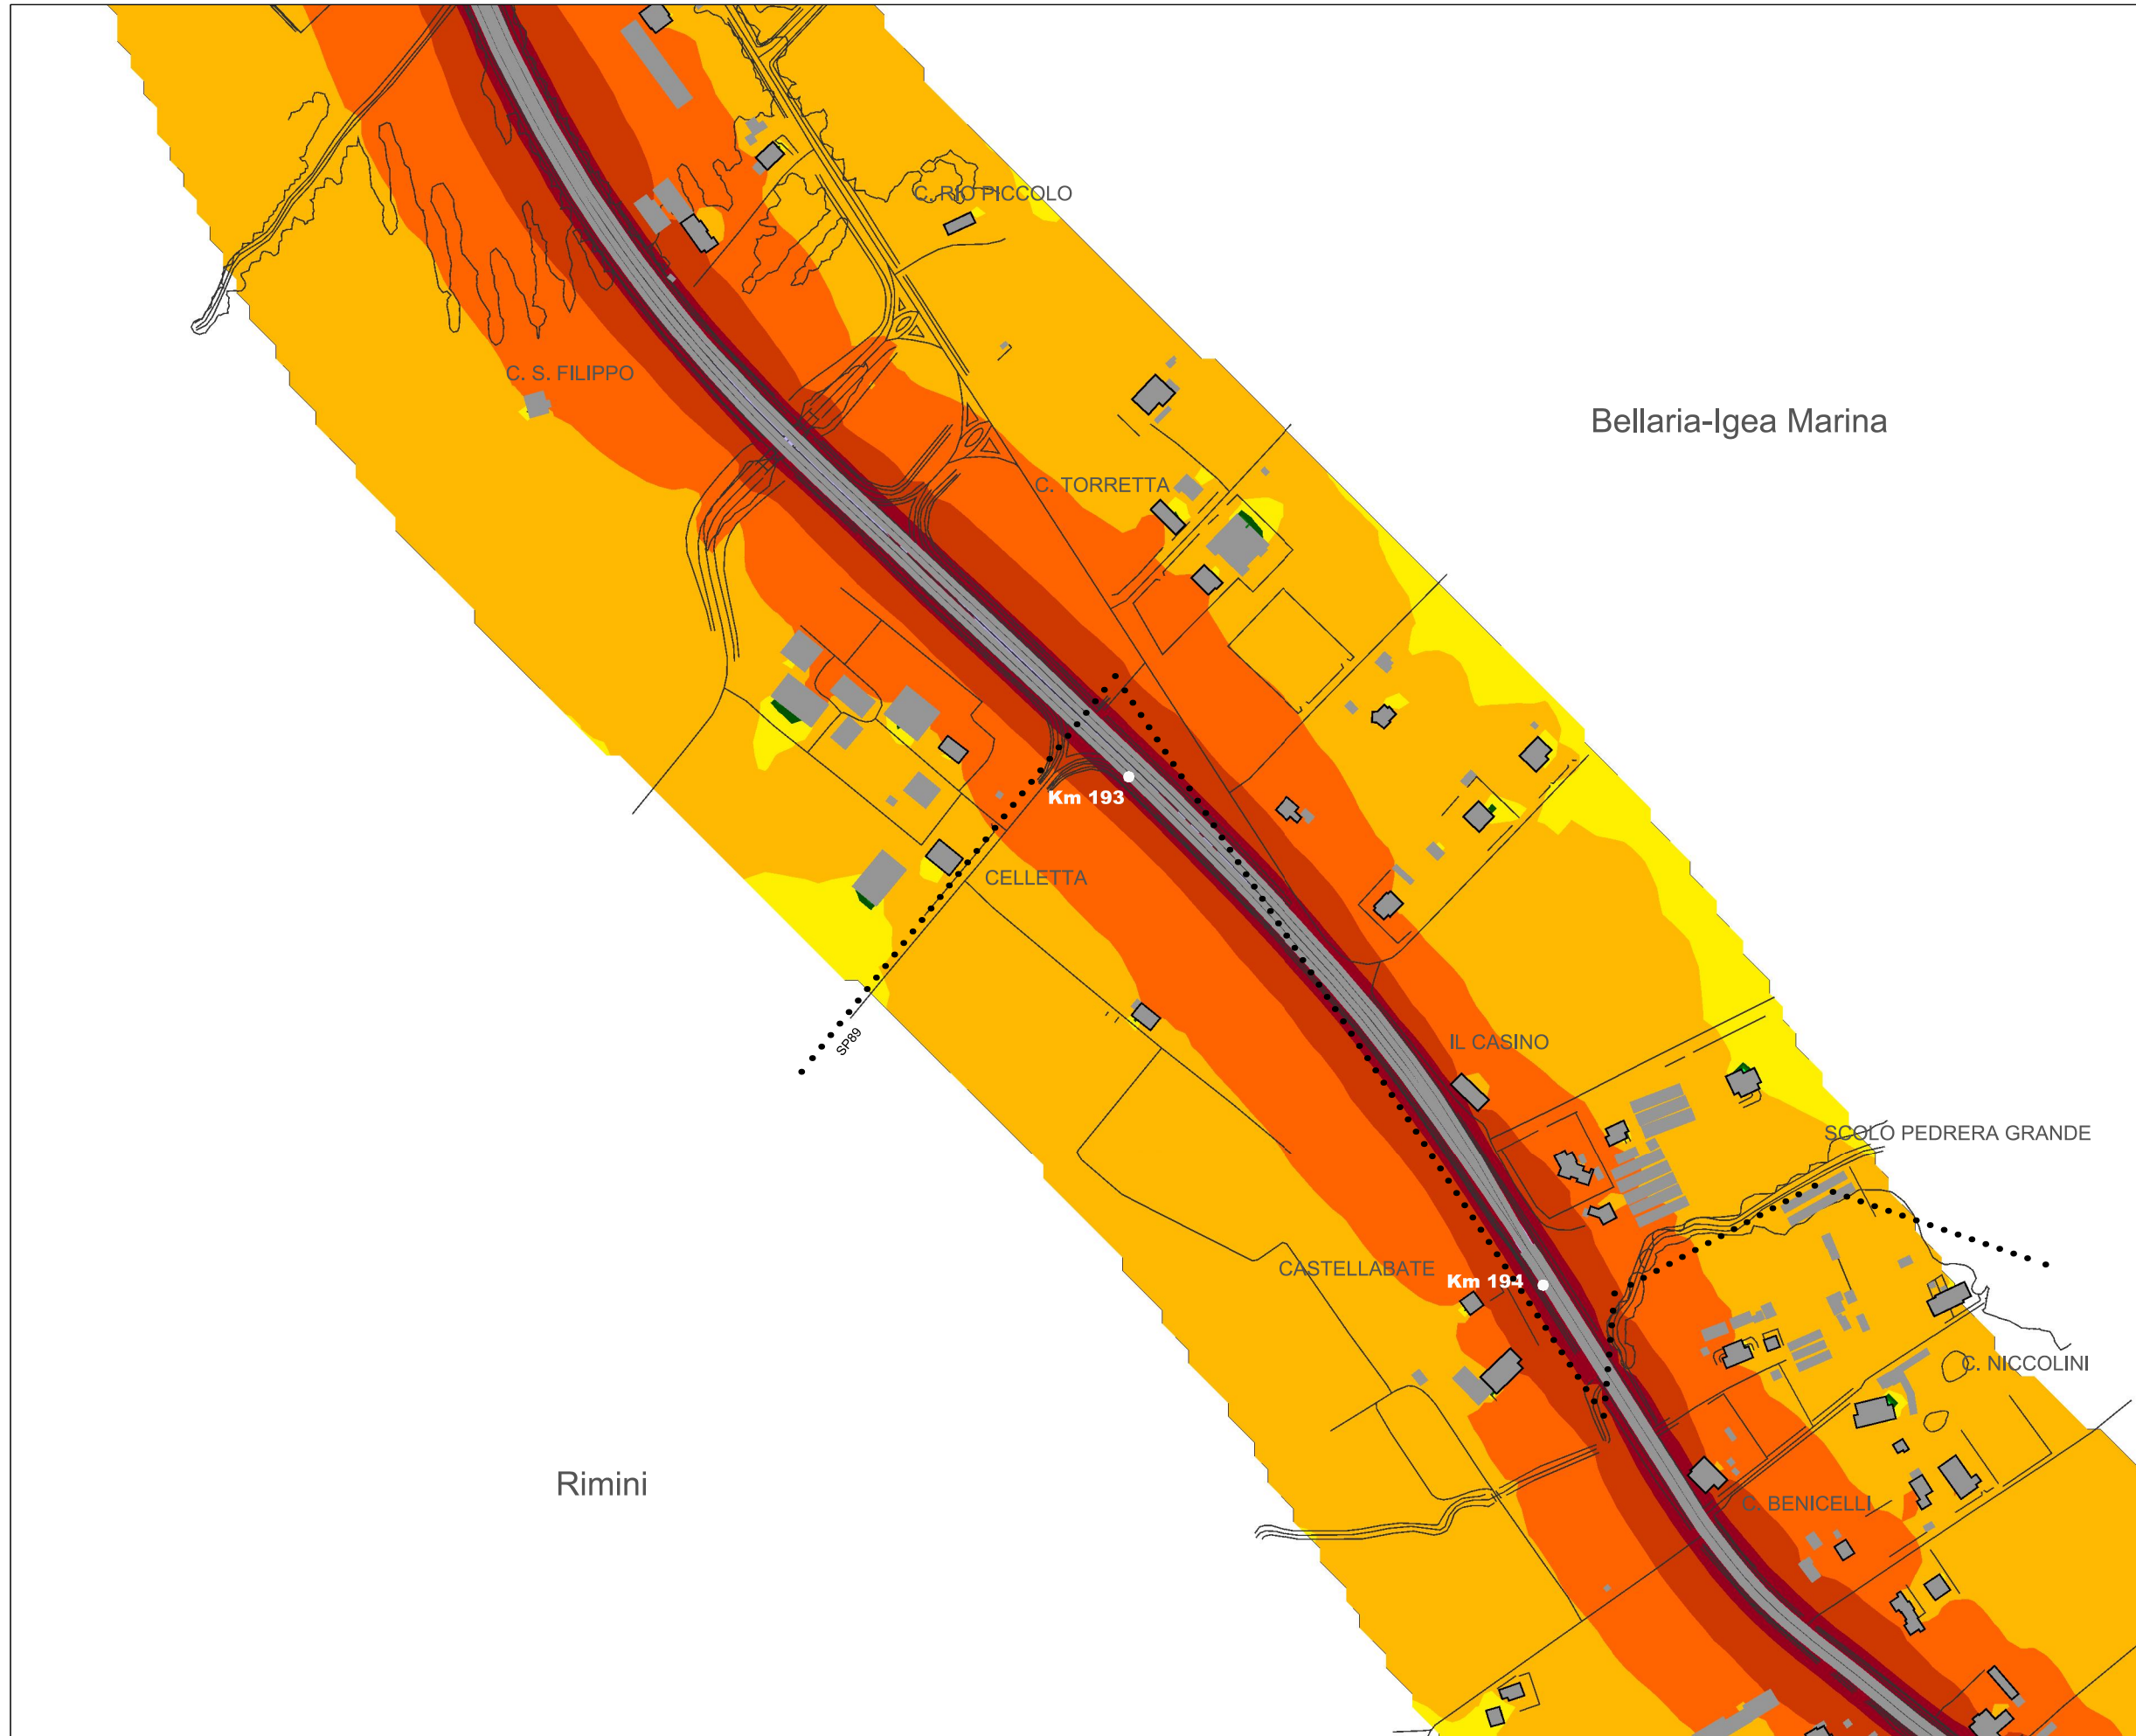 C. RIO PICCOLO
C. S. FILIPPO
Bellaria-Igea Marina
C. TORRETTA
Km 193
CELLETTA
SP89
IL CASINO
SCOLO PEDRERA GRANDE
CASTELLABATE
Km 194
C. NICCOLINI
Rimini
C. BENICELLI